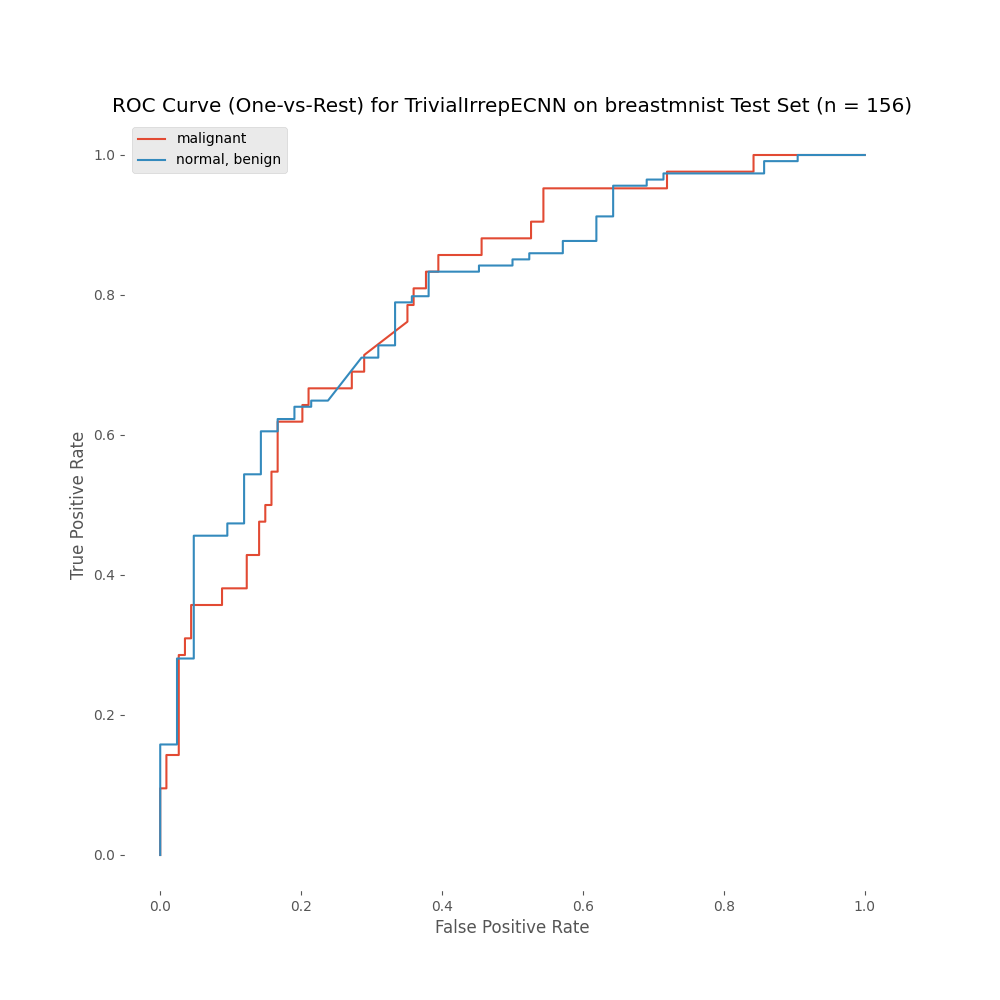 ROC Curve (One-vs-Rest) for TrivialIrrepECNN on breastmnist Test Set (n = 156)
malignant
normal, benign
1.0
0.8
0.6
0.4
0.2
0.0
True Positive Rate
0.0 0.2 0.4 0.6 0.8 1.0
False Positive Rate